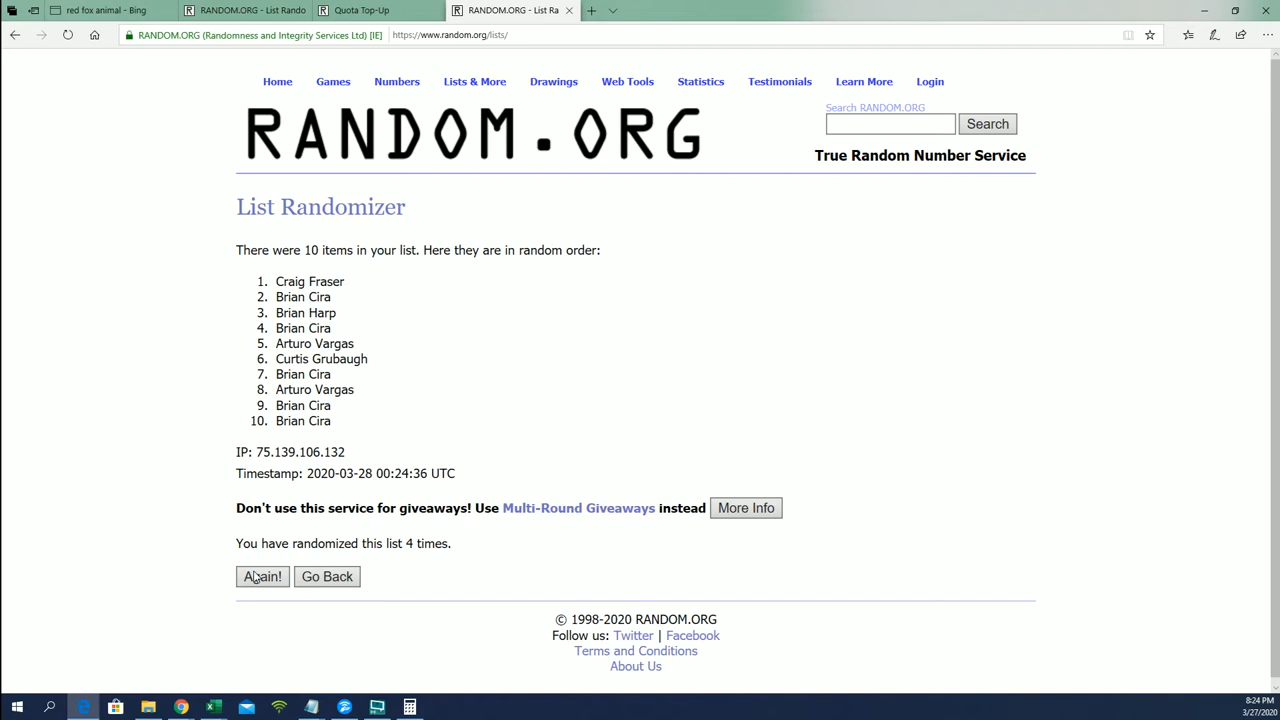 red fox animal - Bing
RANDOM.ORG - List Rando
Quota Top-Up
RANDOM.ORG - List Ra
RANDOM.ORG (Randomness and Integrity Services Ltd) [IE]
https://www.random.org/lists/
Home Games Numbers Lists & More Drawings Web Tools Statistics Testimonials Learn More Login
RANDOM.ORG
Search RANDOM.ORG
Search
True Random Number Service
List Randomizer
There were 10 items in your list. Here they are in random order:
1. Craig Fraser
2. Brian Cira
3. Brian Harp
4. Brian Cira
5. Arturo Vargas
6. Curtis Grubaugh
7. Brian Cira
8. Arturo Vargas
9. Brian Cira
10. Brian Cira
IP: 75.139.106.132
Timestamp: 2020-03-28 00:24:36 UTC
Don't use this service for giveaways! Use Multi-Round Giveaways instead More Info
You have randomized this list 4 times.
Again! Go Back
© 1998-2020 RANDOM.ORG
Follow us: Twitter | Facebook
Terms and Conditions
About Us
8:24 PM
3/27/2020